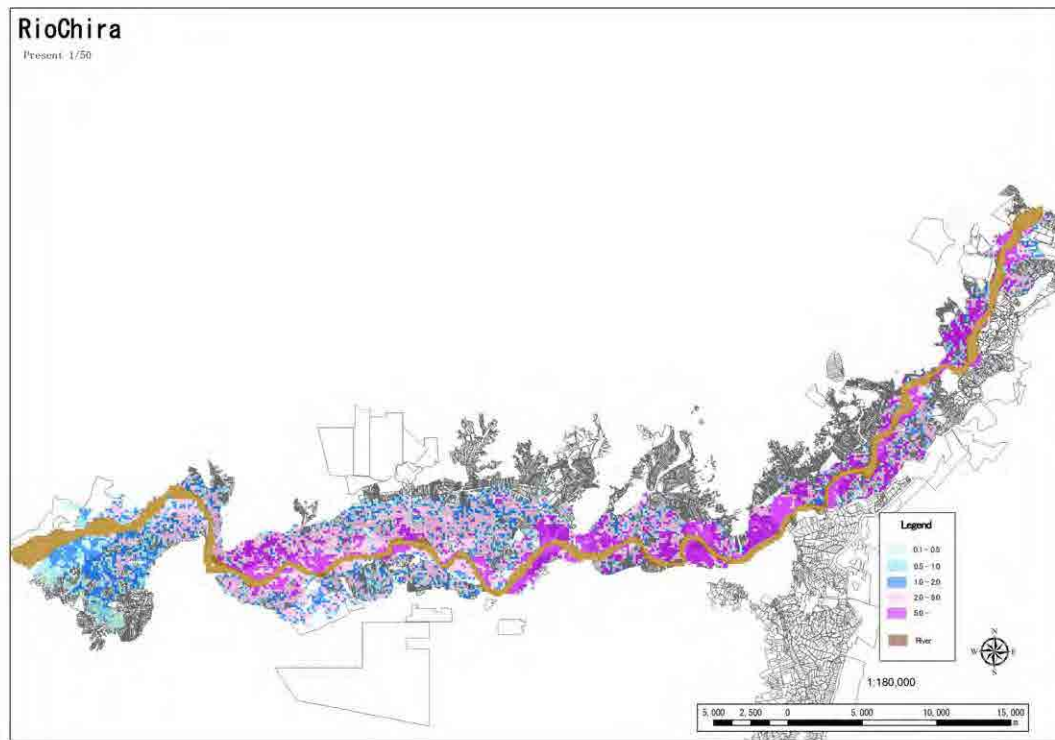 RioChira
Present 1/50
Legend
0.1 - 0.5
0.5 - 1.0
1.0 - 2.0
2.0 - 5.0
5.0 -
River
N
W E
S
1:180,000
5,000 2,500 0 5,000 10,000 15,000
m